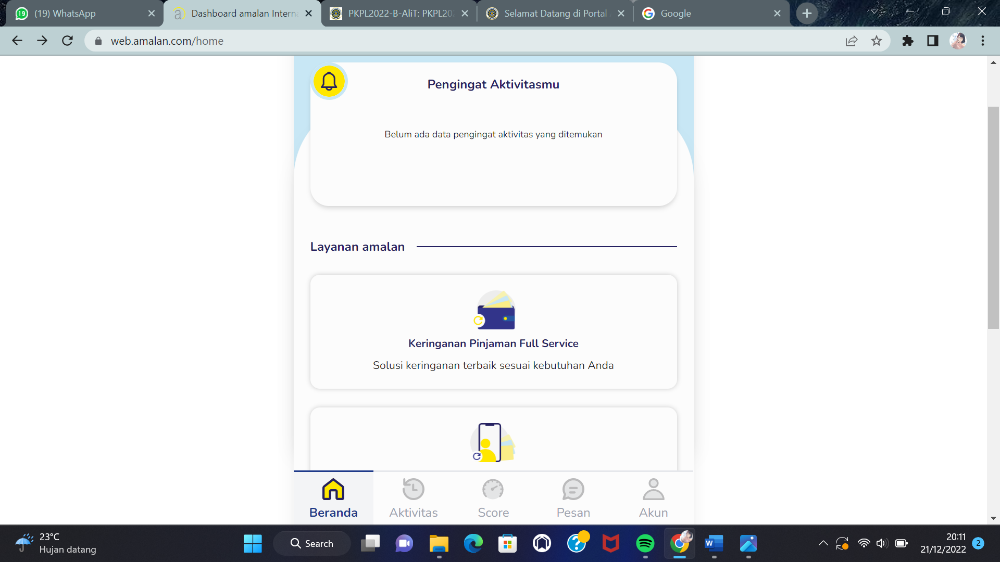 (19) WhatsApp
Dashboard amalan Interna
PKPL2022-B-AliT: PKPL20
Selamat Datang di Portal
Google
web.amalan.com/home
Pengingat Aktivitasmu
Belum ada data pengingat aktivitas yang ditemukan
Layanan amalan
Keringanan Pinjaman Full Service
Solusi keringanan terbaik sesuai kebutuhan Anda
Beranda
Aktivitas
Score
Pesan
Akun
23°C
Hujan datang
Search
20:11
21/12/2022
2